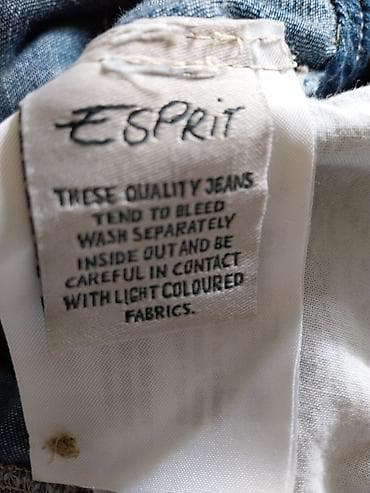 ESPRIT
THESE QUALITY JEANS
TEND TO BLEED
WASH SEPARATELY
INSIDE OUT AND BE
CAREFUL IN CONTACT
WITH LIGHT COLOURED
FABRICS.